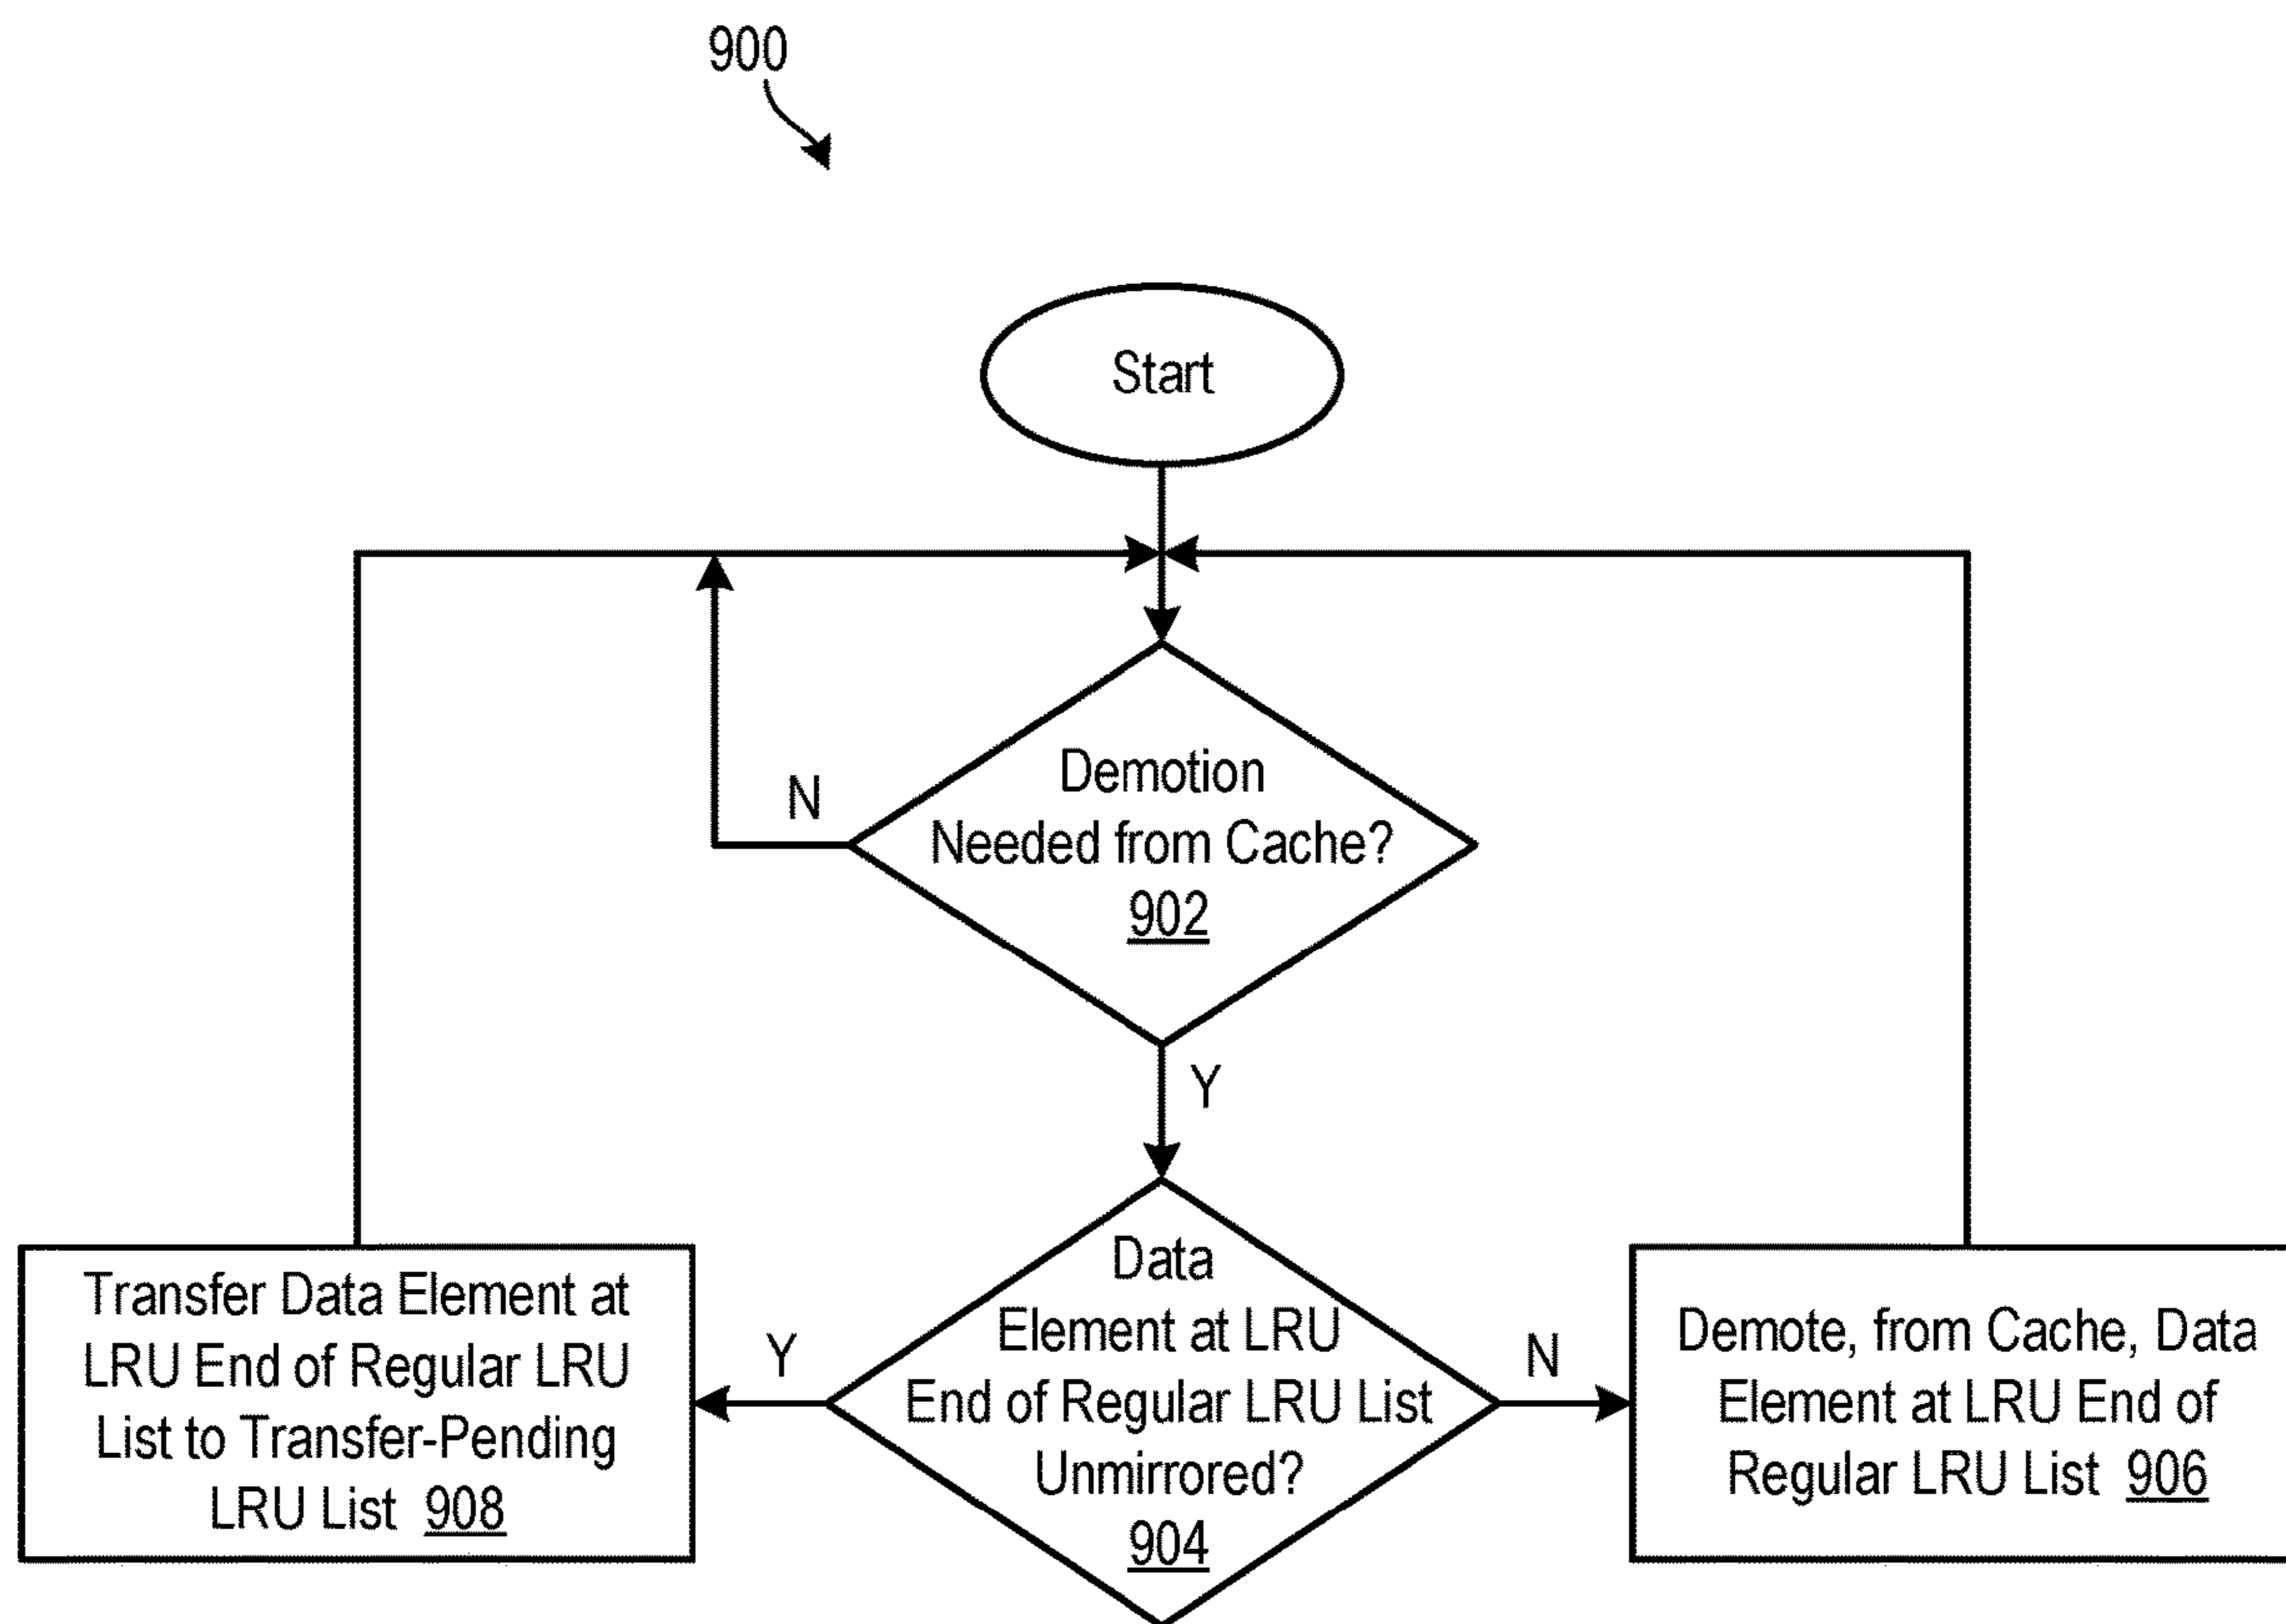 900
Start
Demotion
Needed from Cache?
902
N
Y
Data
Element at LRU
End of Regular LRU List
Unmirrored?
904
Y
N
Transfer Data Element at
LRU End of Regular LRU
List to Transfer-Pending
LRU List 908
Demote, from Cache, Data
Element at LRU End of
Regular LRU List 906